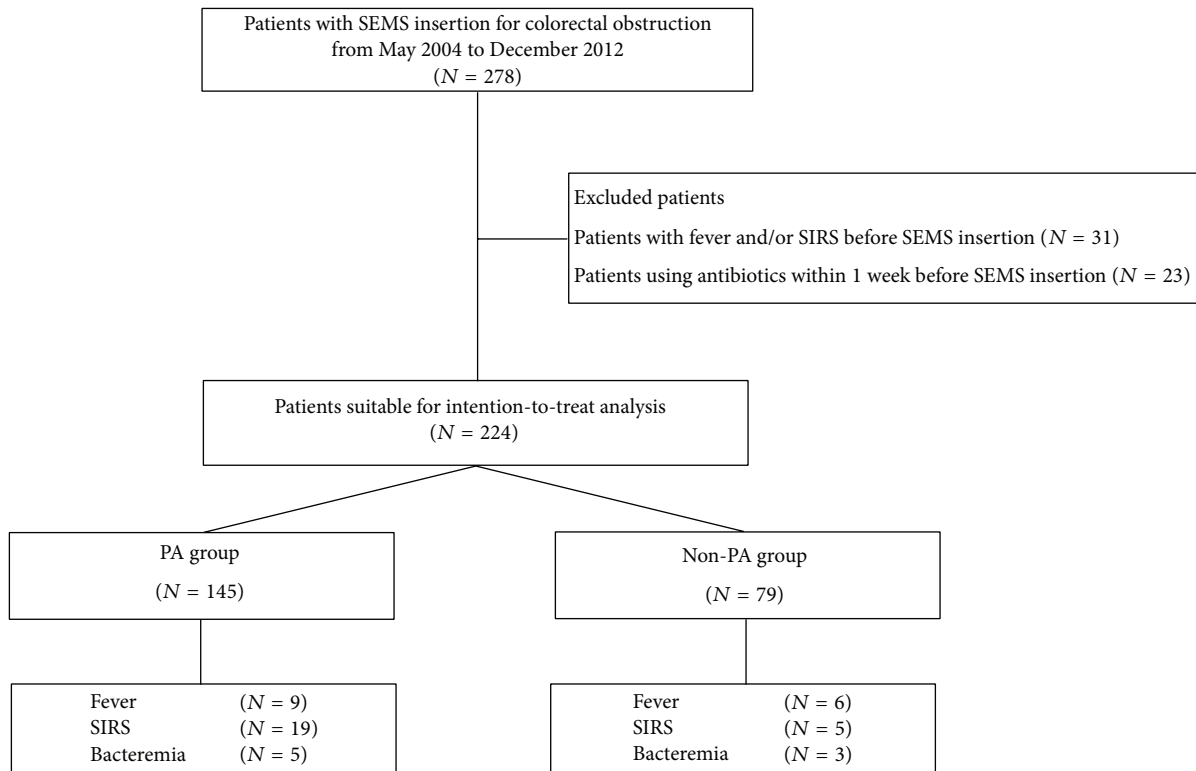 Patients with SEMS insertion for colorectal obstruction
from May 2004 to December 2012
(N = 278)
Excluded patients
Patients with fever and/or SIRS before SEMS insertion (N = 31)
Patients using antibiotics within 1 week before SEMS insertion (N = 23)
Patients suitable for intention-to-treat analysis
(N = 224)
PA group
(N = 145)
Non-PA group
(N = 79)
Fever (N = 9)
SIRS (N = 19)
Bacteremia (N = 5)
Fever (N = 6)
SIRS (N = 5)
Bacteremia (N = 3)